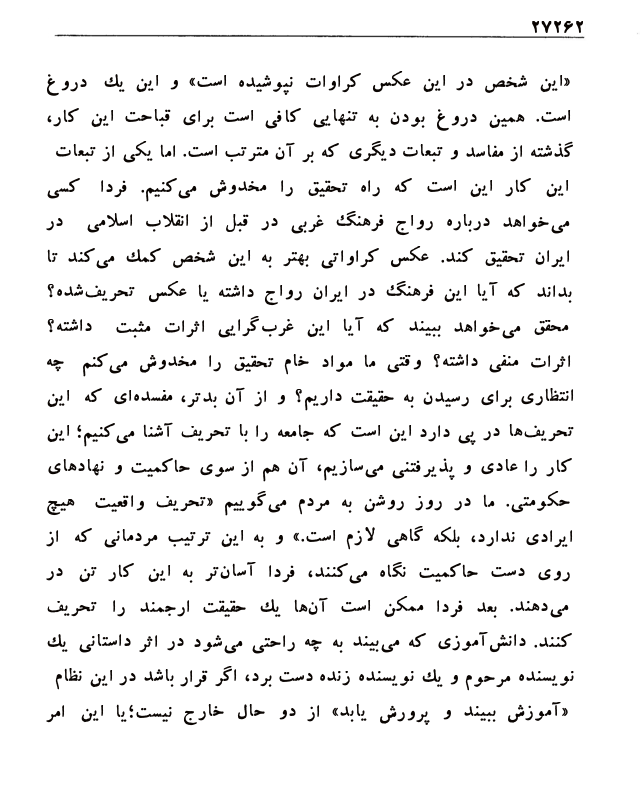 ۲۷۲۶۲
«این شخص در این عکس کراوات نپوشیده است» و این یك دروغ
است. همین دروغ بودن به تنهایی کافی است برای قباحت این کار،
گذشته از مفاسد و تبعات دیگری که بر آن مترتب است. اما یکی از تبعات
این کار این است که راه تحقیق را مخدوش می‌کنیم. فردا کسی
می‌خواهد درباره رواج فرهنگ غربی در قبل از انقلاب اسلامی در
ایران تحقیق کند. عکس کراواتی بهتر به این شخص کمك می‌کند تا
بداند که آیا این فرهنگ در ایران رواج داشته یا عکس تحریف‌شده؟
محقق می‌خواهد ببیند که آیا این غرب‌گرایی اثرات مثبت داشته؟
اثرات منفی داشته؟ وقتی ما مواد خام تحقیق را مخدوش می‌کنم چه
انتظاری برای رسیدن به حقیقت داریم؟ و از آن بدتر، مفسده‌ای که این
تحریف‌ها در پی دارد این است که جامعه را با تحریف آشنا می‌کنیم؛ این
کار را عادی و پذیرفتنی می‌سازیم، آن هم از سوی حاکمیت و نهادهای
حکومتی. ما در روز روشن به مردم می‌گوییم «تحریف واقعیت هیچ
ایرادی ندارد، بلکه گاهی لازم است.» و به این ترتیب مردمانی که از
روی دست حاکمیت نگاه می‌کنند، فردا آسان‌تر به این کار تن در
می‌دهند. بعد فردا ممکن است آن‌ها یك حقیقت ارجمند را تحریف
کنند. دانش‌آموزی که می‌بیند به چه راحتی می‌شود در اثر داستانی یك
نویسنده مرحوم و یك نویسنده زنده دست برد، اگر قرار باشد در این نظام
«آموزش ببیند و پرورش یابد» از دو حال خارج نیست؛یا این امر